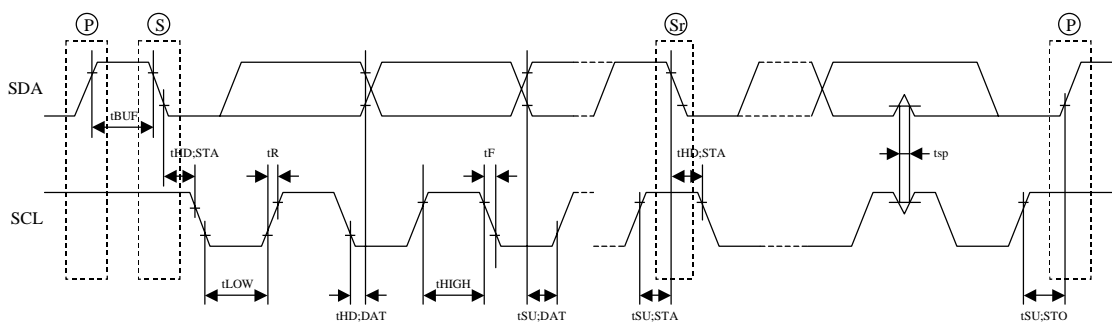 P
S
Sr
P
SDA
tBUF
tHD;STA
tR
tF
tHD;STA
tsp
SCL
tLOW
tHD;DAT
tHIGH
tSU;DAT
tSU;STA
tSU;STO